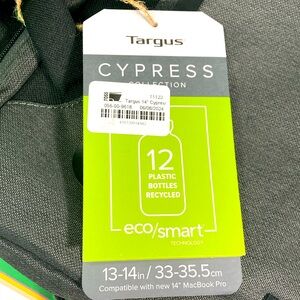 Targus
CYPRESS
COLLECTION
Targus 14" Cypress
12
PLASTIC
BOTTLES
RECYCLED
eco/smart
TECHNOLOGY
13-14in / 33-35.5cm
Compatible with new 14" MacBook Pro